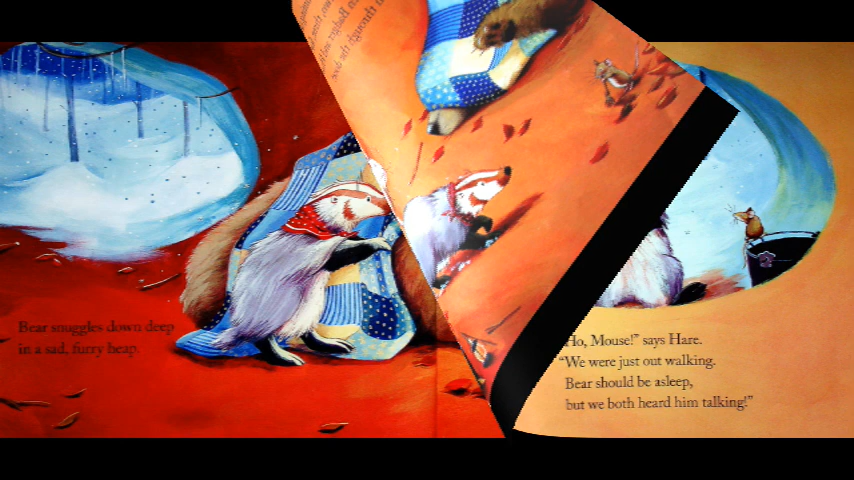 Bear snuggles down deep
in a sad, furry heap.
Ho, Mouse!" says Hare.
"We were just out walking.
Bear should be asleep,
but we both heard him talking!"